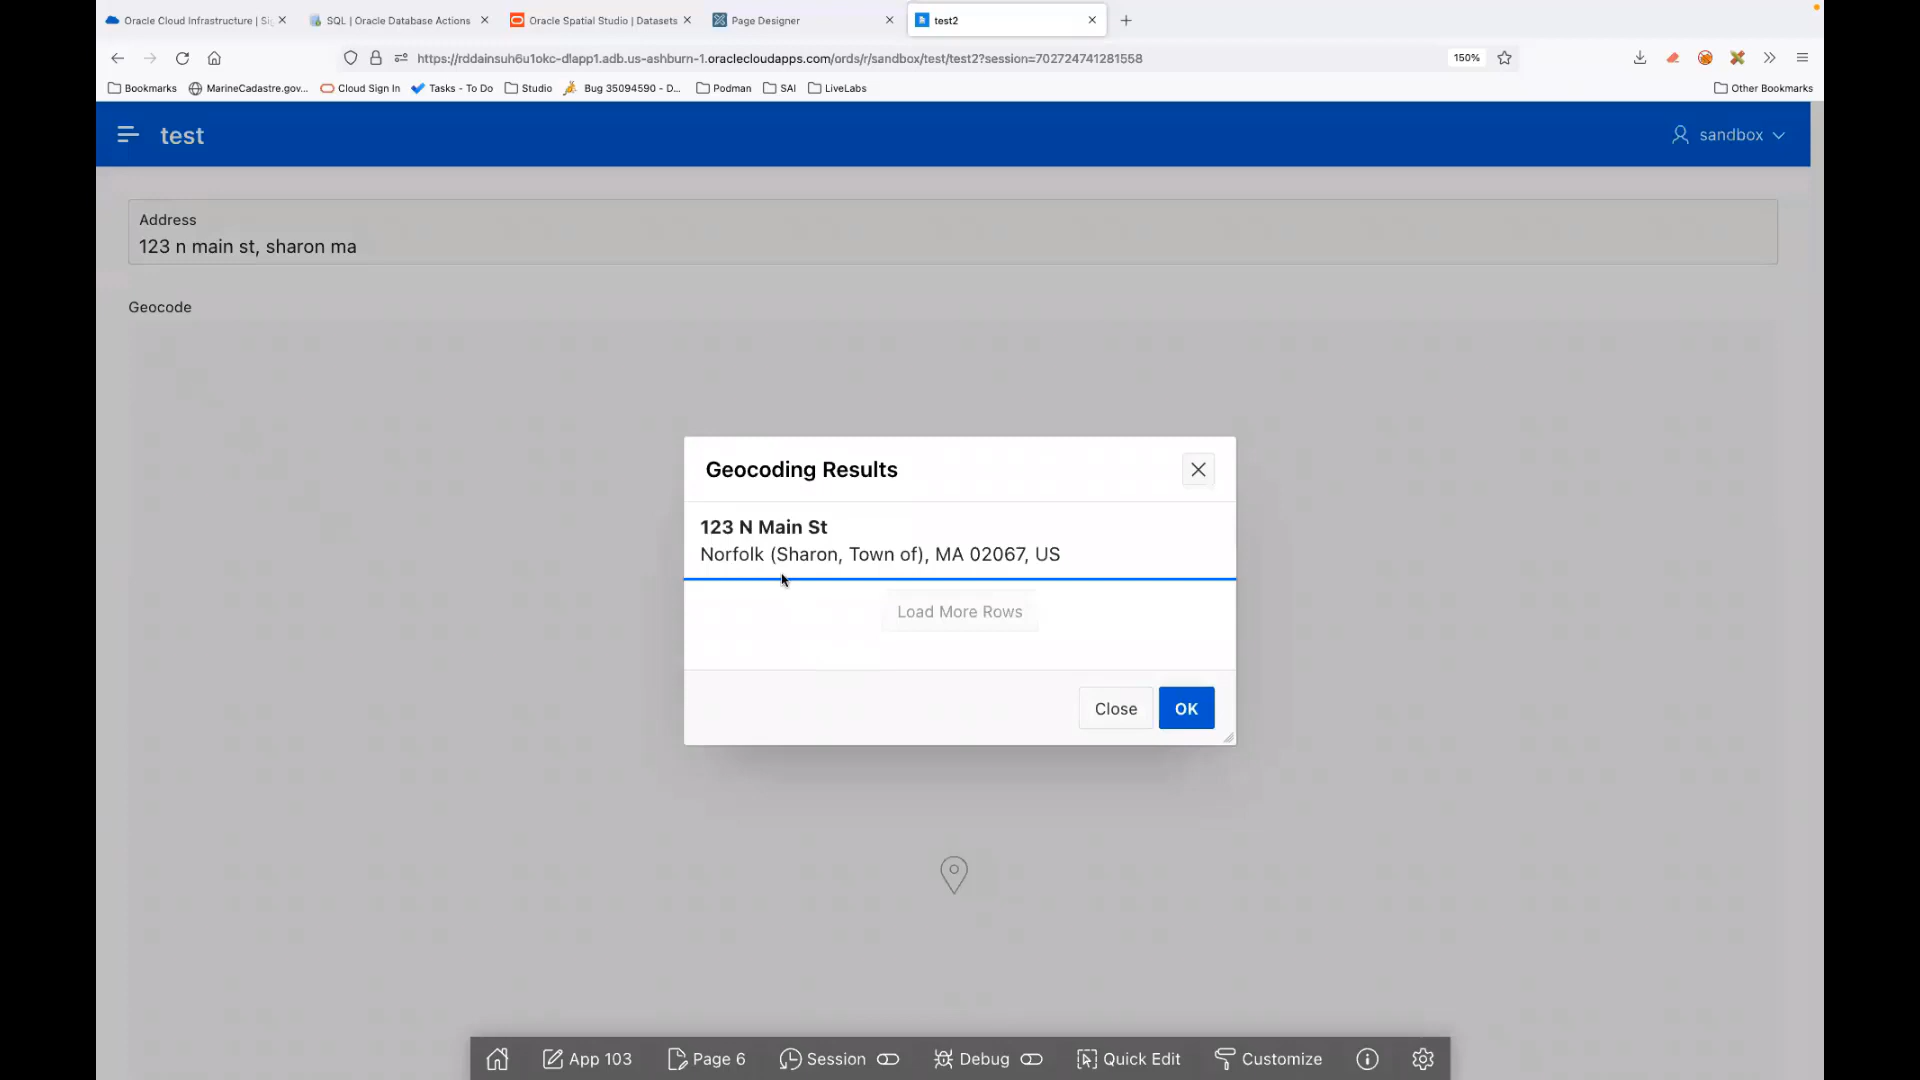 Oracle Cloud Infrastructure | Si
SQL | Oracle Database Actions
Oracle Spatial Studio | Datasets
Page Designer
test2
https://rddainsuh6u1okc-dlapp1.adb.us-ashburn-1.oraclecloudapps.com/ords/r/sandbox/test/test2?session=702724741281558
150%
Bookmarks
MarineCadastre.gov...
Cloud Sign In
Tasks - To Do
Studio
Bug 35094590 - D...
Podman
SAI
LiveLabs
Other Bookmarks
test
sandbox
Address
123 n main st, sharon ma
Geocode
Geocoding Results
123 N Main St
Norfolk (Sharon, Town of), MA 02067, US
Load More Rows
Close
OK
App 103
Page 6
Session
Debug
Quick Edit
Customize